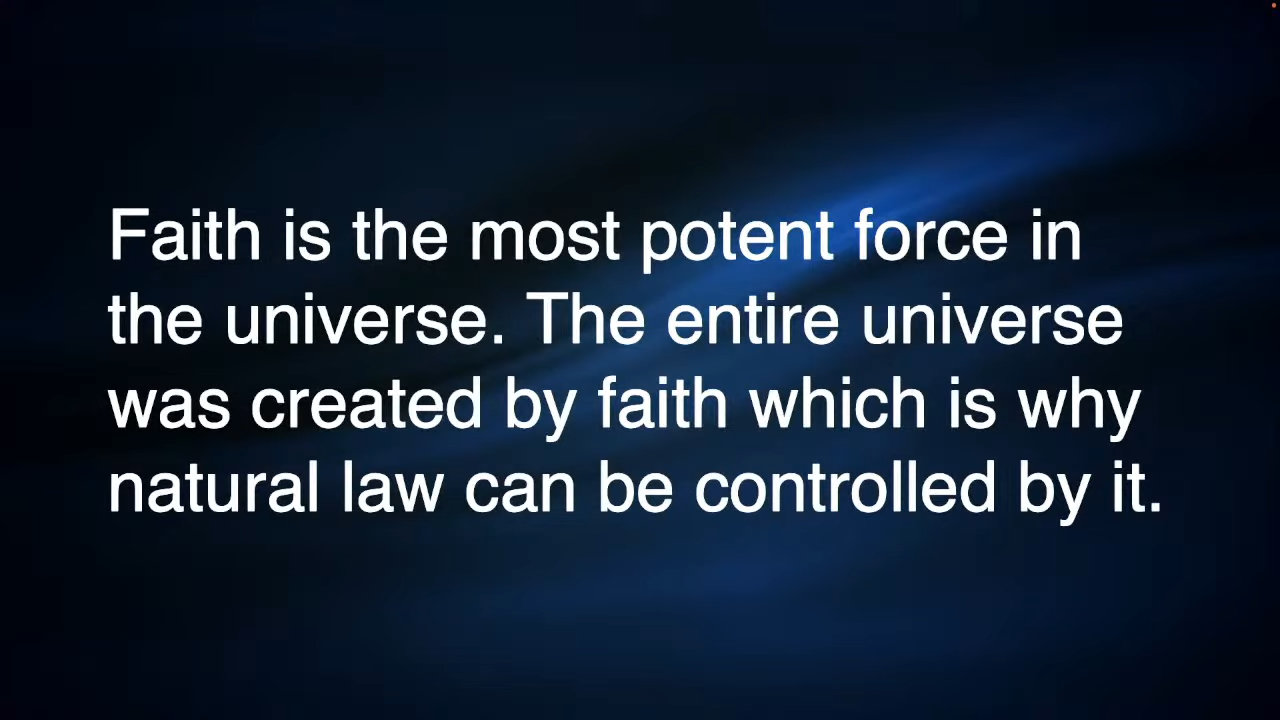 Faith is the most potent force in
the universe. The entire universe
was created by faith which is why
natural law can be controlled by it.